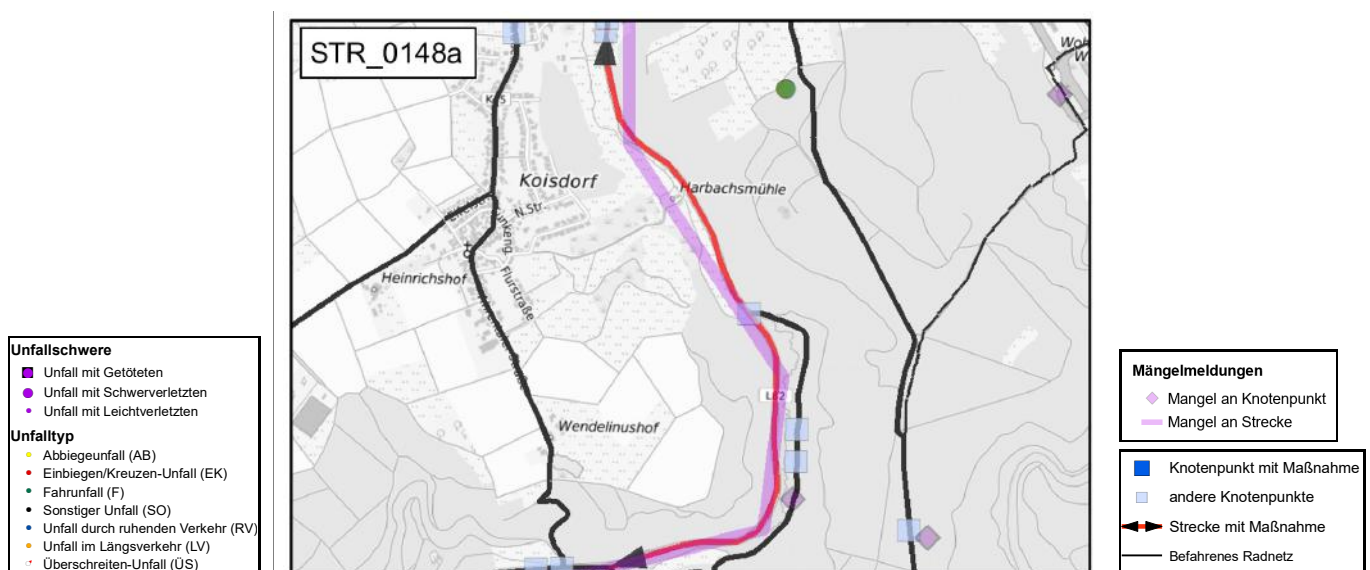 STR_0148a
Koisdorf
N.Str.
Harbachsmühle
Heinrichshof
Flurstraße
L82
Wendelinushof
Unfallschwere
Unfall mit Getöteten
Unfall mit Schwerverletzten
Unfall mit Leichtverletzten
Unfalltyp
Abbiegeunfall (AB)
Einbiegen/Kreuzen-Unfall (EK)
Fahrunfall (F)
Sonstiger Unfall (SO)
Unfall durch ruhenden Verkehr (RV)
Unfall im Längsverkehr (LV)
Überschreiten-Unfall (ÜS)
Mängelmeldungen
Mangel an Knotenpunkt
Mangel an Strecke
Knotenpunkt mit Maßnahme
andere Knotenpunkte
Strecke mit Maßnahme
Befahrenes Radnetz